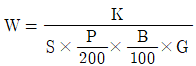 W = K / (S × P/200 × B/100 × G)